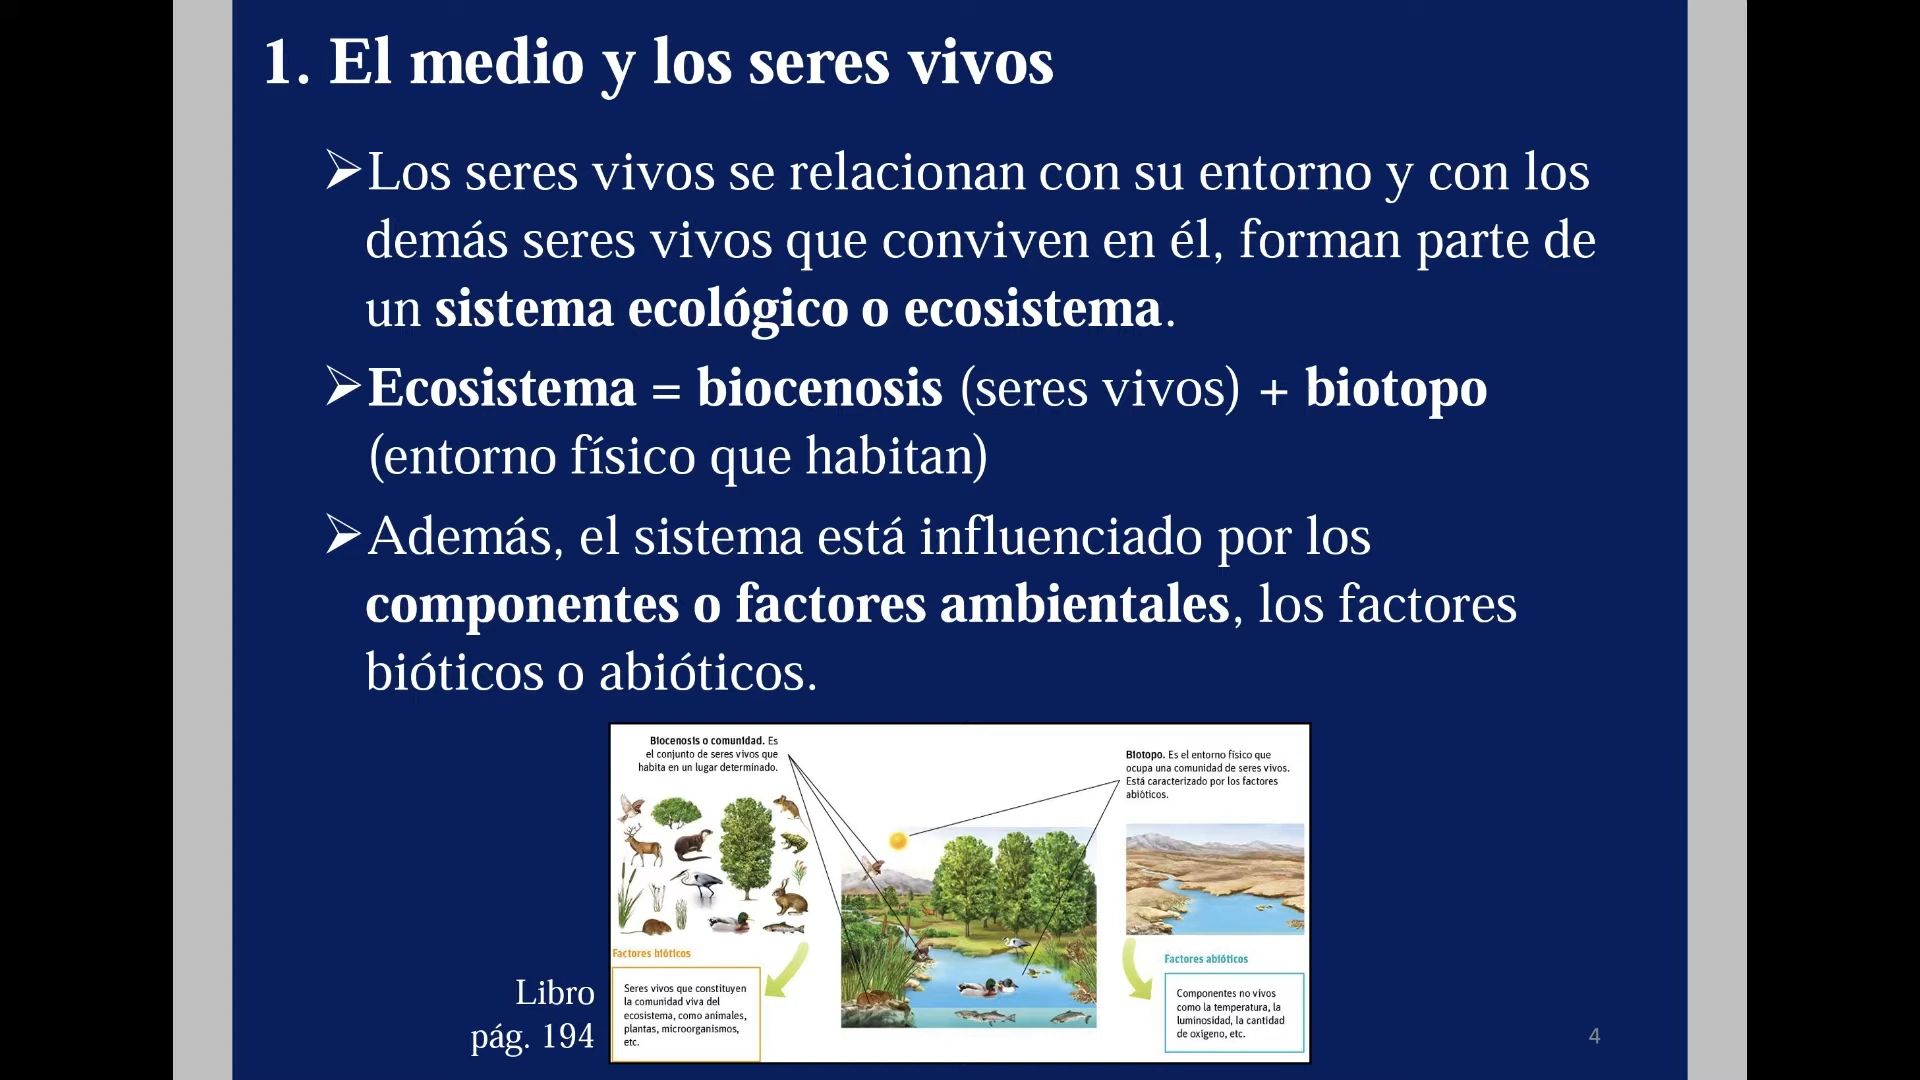 1. El medio y los seres vivos
➢Los seres vivos se relacionan con su entorno y con los
demás seres vivos que conviven en él, forman parte de
un sistema ecológico o ecosistema.
➢Ecosistema = biocenosis (seres vivos) + biotopo
(entorno físico que habitan)
➢Además, el sistema está influenciado por los
componentes o factores ambientales, los factores
bióticos o abióticos.
Biocenosis o comunidad. Es
el conjunto de seres vivos que
habita en un lugar determinado.
Biotopo. Es el entorno físico que
ocupa una comunidad de seres vivos.
Está caracterizado por los factores
abióticos.
Factores bióticos
Seres vivos que constituyen
la comunidad viva del
ecosistema, como animales,
plantas, microorganismos,
etc.
Factores abióticos
Componentes no vivos
como la temperatura, la
luminosidad, la cantidad
de oxígeno, etc.
Libro
pág. 194
4